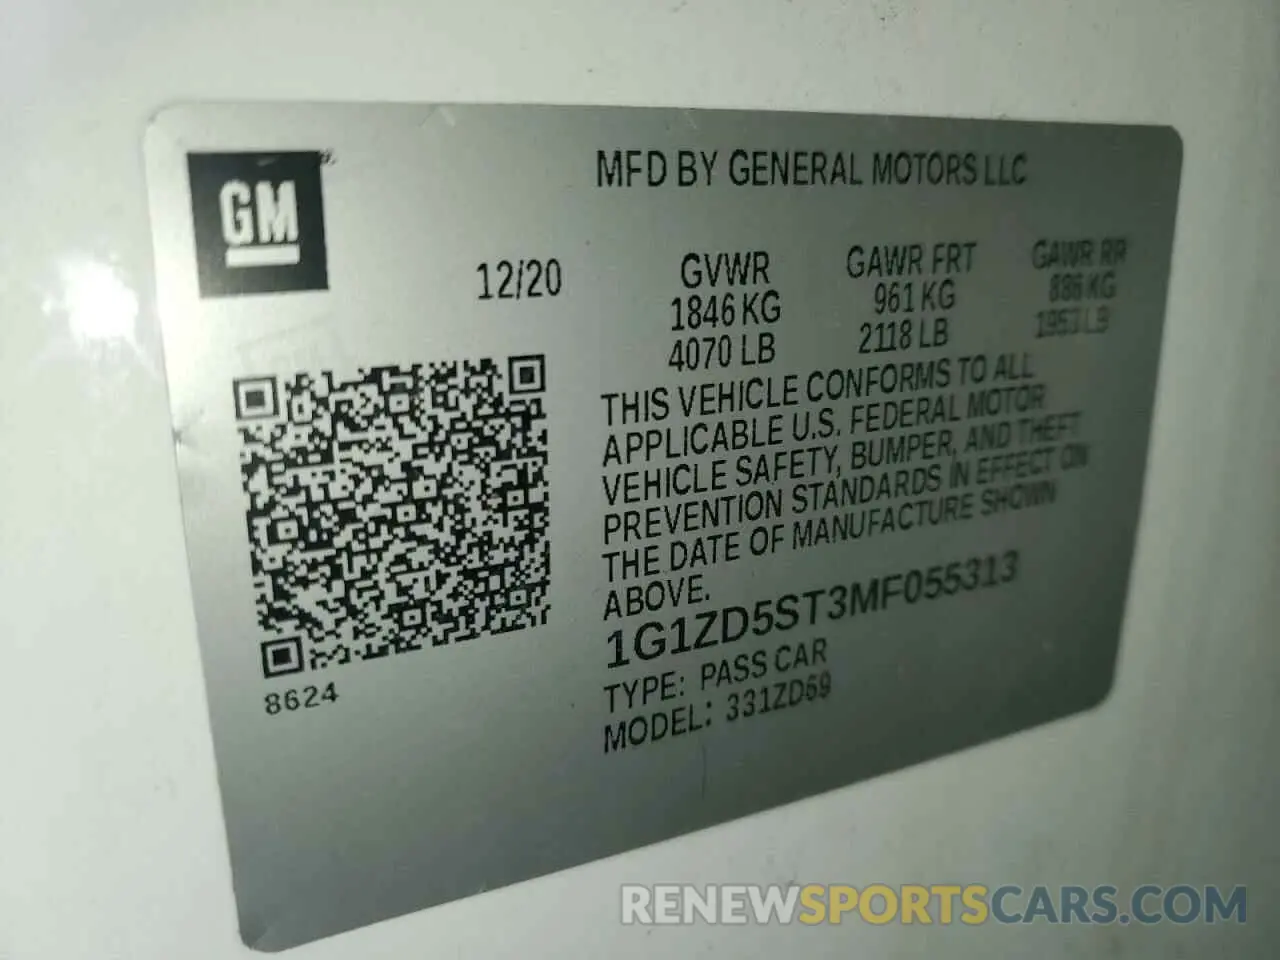 GM
MFD BY GENERAL MOTORS LLC
12/20
GVWR
1846 KG
4070 LB
GAWR FRT
961 KG
2118 LB
GAWR RR
886 KG
1953 LB
THIS VEHICLE CONFORMS TO ALL
APPLICABLE U.S. FEDERAL MOTOR
VEHICLE SAFETY, BUMPER, AND THEFT
PREVENTION STANDARDS IN EFFECT ON
THE DATE OF MANUFACTURE SHOWN
ABOVE.
1G1ZD5ST3MF055313
TYPE: PASS CAR
MODEL: 331ZD69
8624
RENEWSPORTSCARS.COM